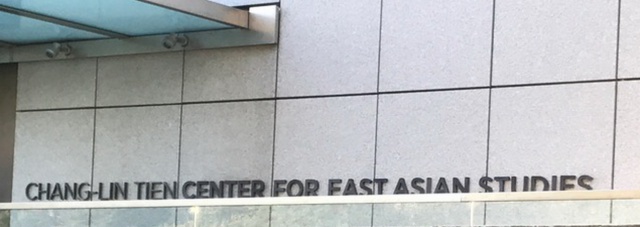 CHANG-LIN TIEN CENTER FOR EAST ASIAN STUDIES